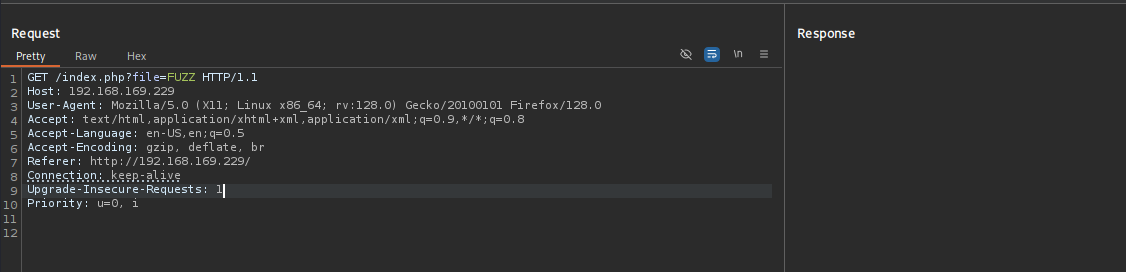 Request
Response
Pretty Raw Hex
\n
1 GET /index.php?file=FUZZ HTTP/1.1
2 Host: 192.168.169.229
3 User-Agent: Mozilla/5.0 (X11; Linux x86_64; rv:128.0) Gecko/20100101 Firefox/128.0
4 Accept: text/html,application/xhtml+xml,application/xml;q=0.9,*/*;q=0.8
5 Accept-Language: en-US,en;q=0.5
6 Accept-Encoding: gzip, deflate, br
7 Referer: http://192.168.169.229/
8 Connection: keep-alive
9 Upgrade-Insecure-Requests: 1
10 Priority: u=0, i
11
12